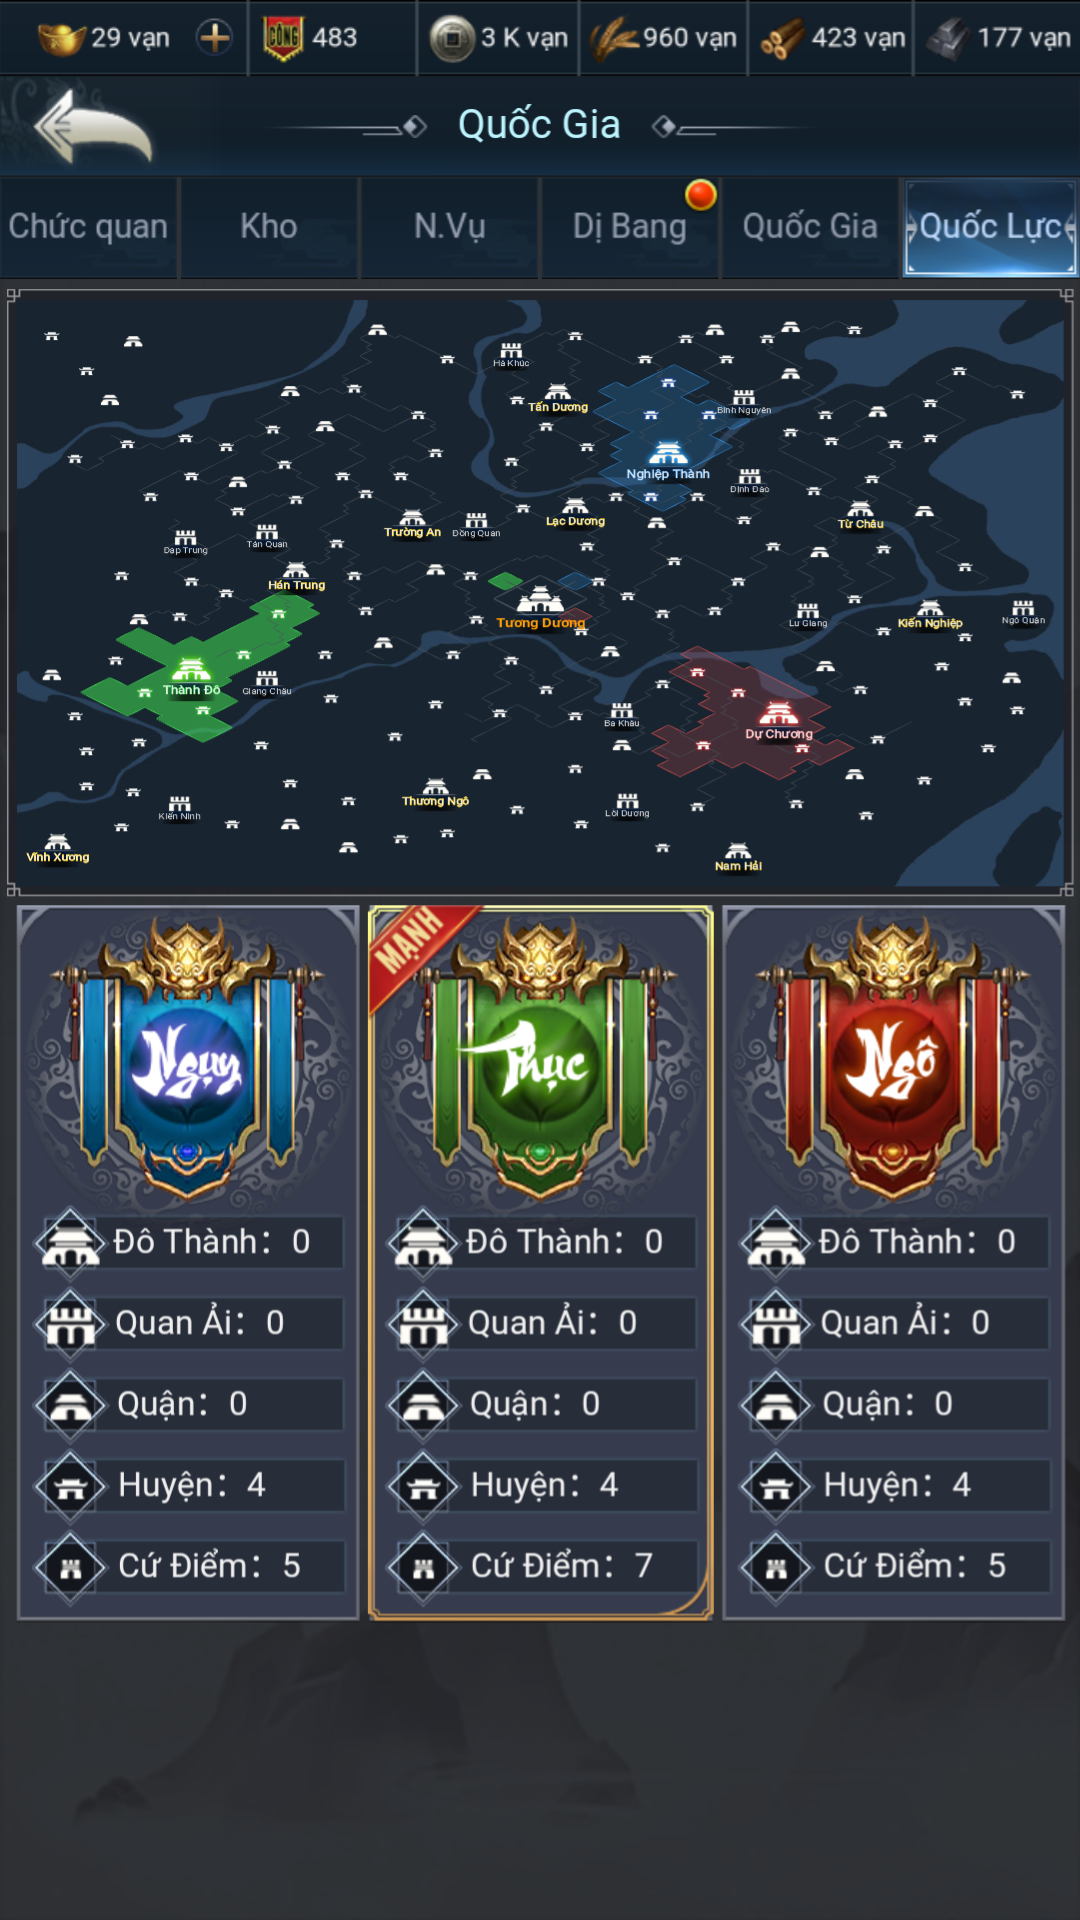 29 vạn
CÔNG 483
3 K vạn
960 vạn
423 vạn
177 vạn
Quốc Gia
Chức quan
Kho
N.Vụ
Dị Bang
Quốc Gia
Quốc Lực
Hà Khúc
Tấn Dương
Bình Nguyên
Nghiệp Thành
Định Đào
Lạc Dương
Từ Châu
Trường An
Đồng Quan
Tán Quan
Dạp Trung
Hán Trung
Tương Dương
Lư Giang
Kiến Nghiệp
Ngô Quận
Thành Đô
Giang Châu
Ba Khâu
Dự Chương
Thương Ngô
Kiến Ninh
Lôi Dương
Vĩnh Xương
Nam Hải
Ngụy
MẠNH
Thục
Ngô
Đô Thành: 0
Đô Thành: 0
Đô Thành: 0
Quan Ải: 0
Quan Ải: 0
Quan Ải: 0
Quận: 0
Quận: 0
Quận: 0
Huyện: 4
Huyện: 4
Huyện: 4
Cứ Điểm: 5
Cứ Điểm: 7
Cứ Điểm: 5